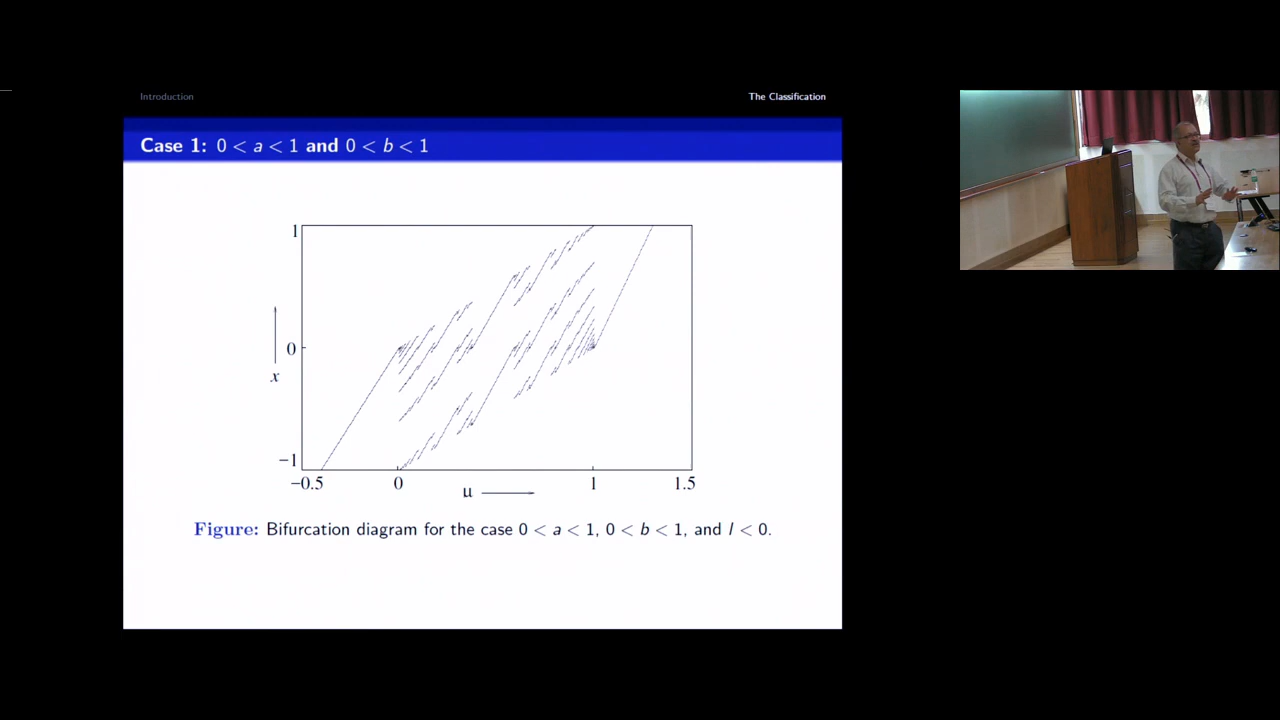 Introduction
The Classification
Case 1: 0 < a < 1 and 0 < b < 1
1
0
x
−1
−0.5
0
1
1.5
μ
Figure: Bifurcation diagram for the case 0 < a < 1, 0 < b < 1, and l < 0.